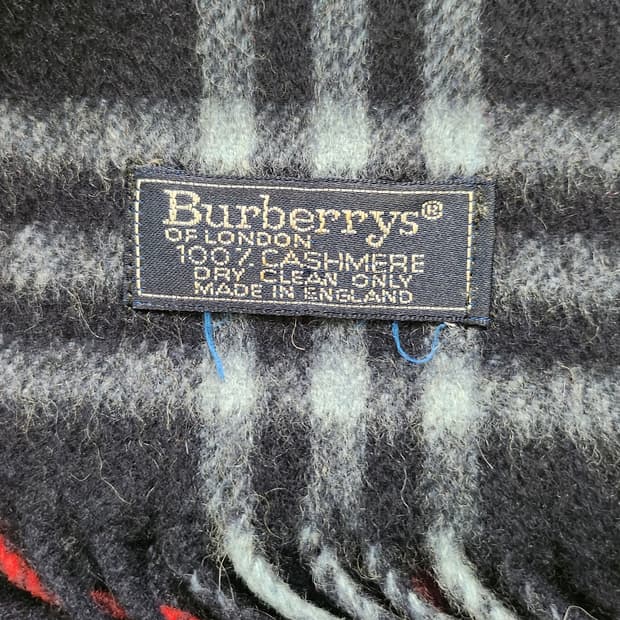 Burberrys®
OF LONDON
100% CASHMERE
DRY CLEAN ONLY
MADE IN ENGLAND